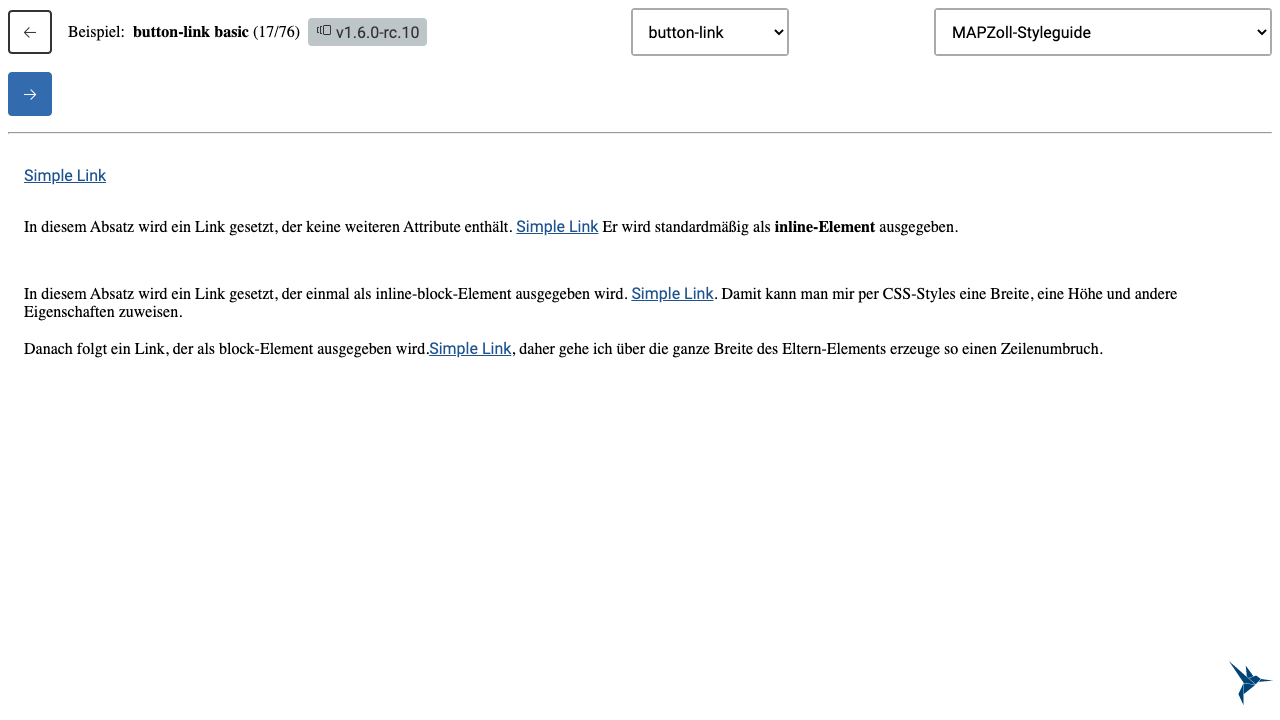 ← Beispiel: button-link basic (17/76) v1.6.0-rc.10 button-link MAPZoll-Styleguide
→
Simple Link
In diesem Absatz wird ein Link gesetzt, der keine weiteren Attribute enthält. Simple Link Er wird standardmäßig als inline-Element ausgegeben.
In diesem Absatz wird ein Link gesetzt, der einmal als inline-block-Element ausgegeben wird. Simple Link. Damit kann man mir per CSS-Styles eine Breite, eine Höhe und andere
Eigenschaften zuweisen.
Danach folgt ein Link, der als block-Element ausgegeben wird.Simple Link, daher gehe ich über die ganze Breite des Eltern-Elements erzeuge so einen Zeilenumbruch.